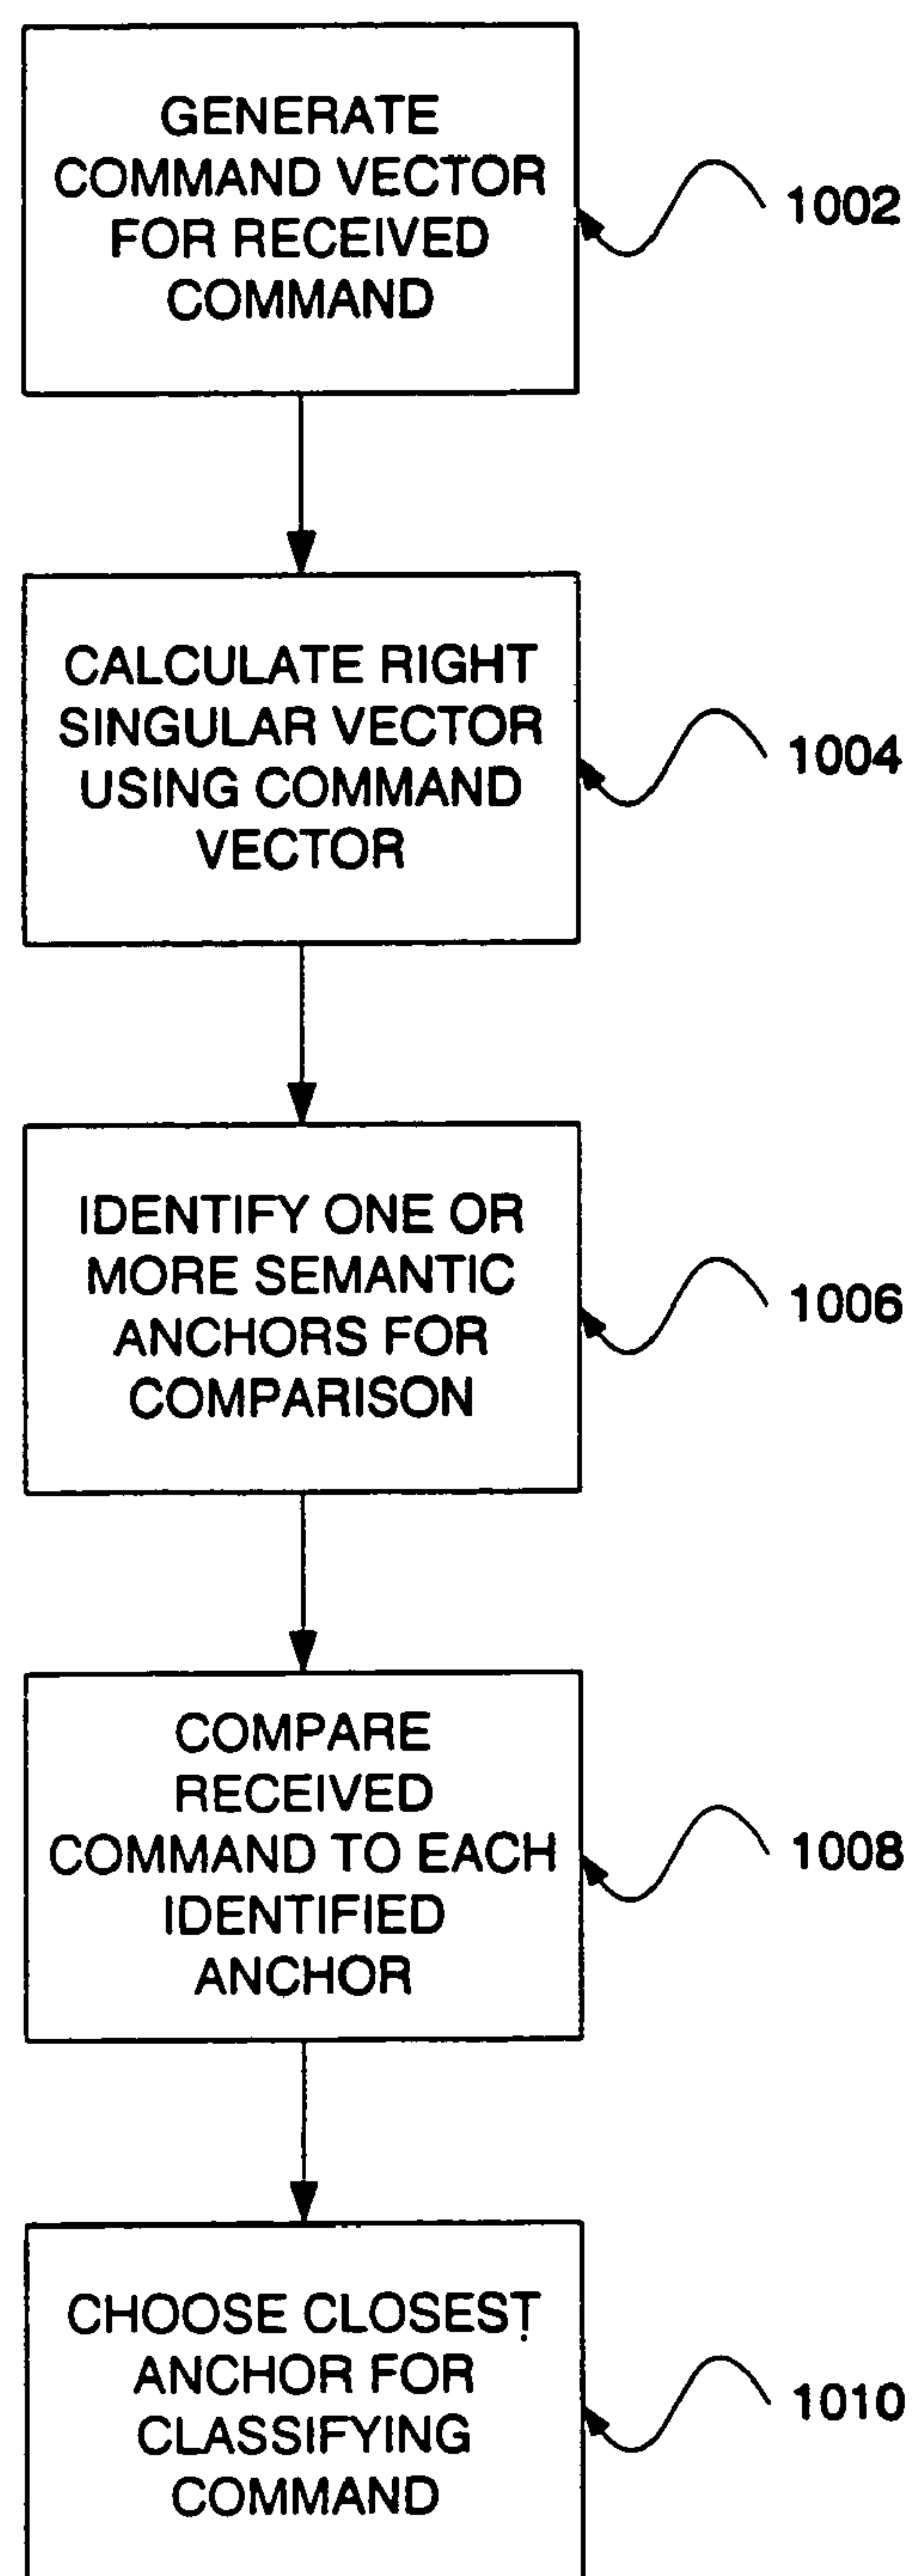 GENERATE
COMMAND VECTOR
FOR RECEIVED
COMMAND
1002
CALCULATE RIGHT
SINGULAR VECTOR
USING COMMAND
VECTOR
1004
IDENTIFY ONE OR
MORE SEMANTIC
ANCHORS FOR
COMPARISON
1006
COMPARE
RECEIVED
COMMAND TO EACH
IDENTIFIED
ANCHOR
1008
CHOOSE CLOSEST
ANCHOR FOR
CLASSIFYING
COMMAND
1010